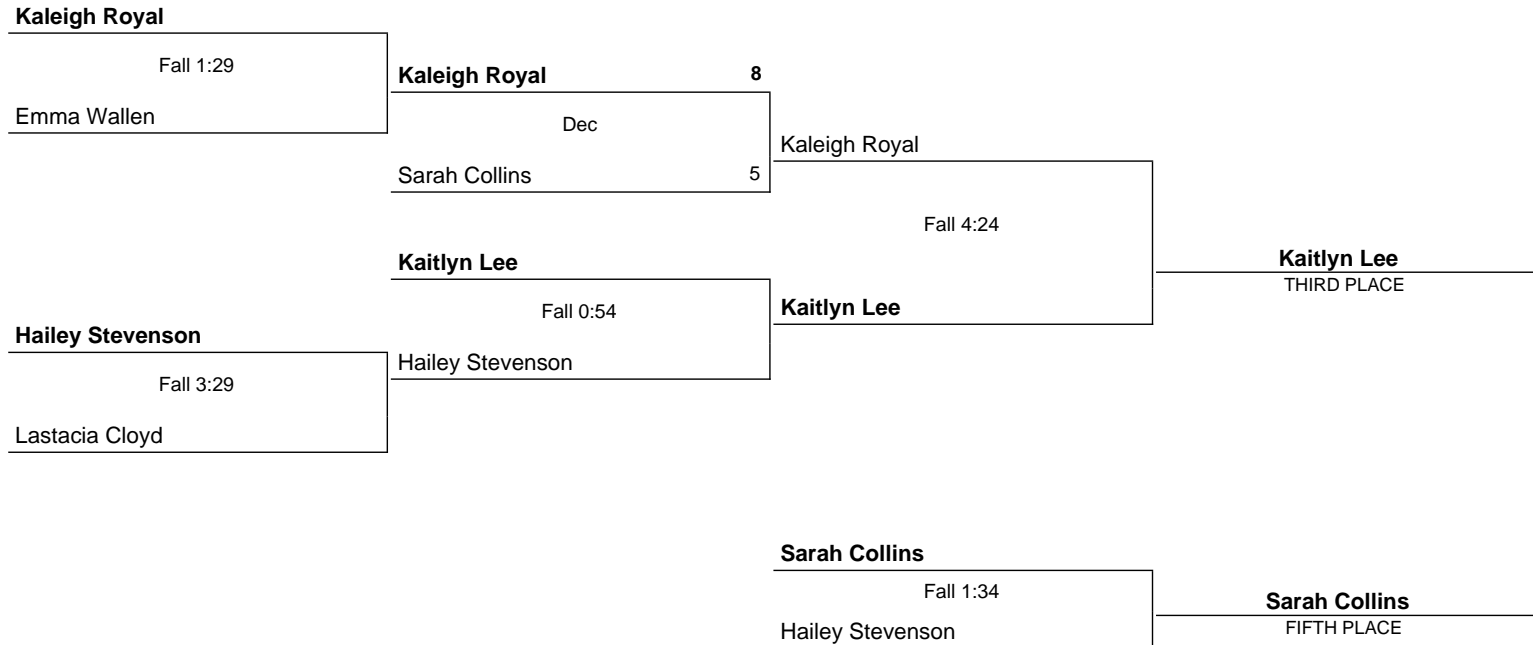 Kaleigh Royal
Fall 1:29
Emma Wallen
Kaleigh Royal 8
Dec
Sarah Collins 5
Kaleigh Royal
Fall 4:24
Kaitlyn Lee
Kaitlyn Lee
THIRD PLACE
Kaitlyn Lee
Fall 0:54
Hailey Stevenson
Hailey Stevenson
Fall 3:29
Lastacia Cloyd
Sarah Collins
Fall 1:34
Hailey Stevenson
Sarah Collins
FIFTH PLACE